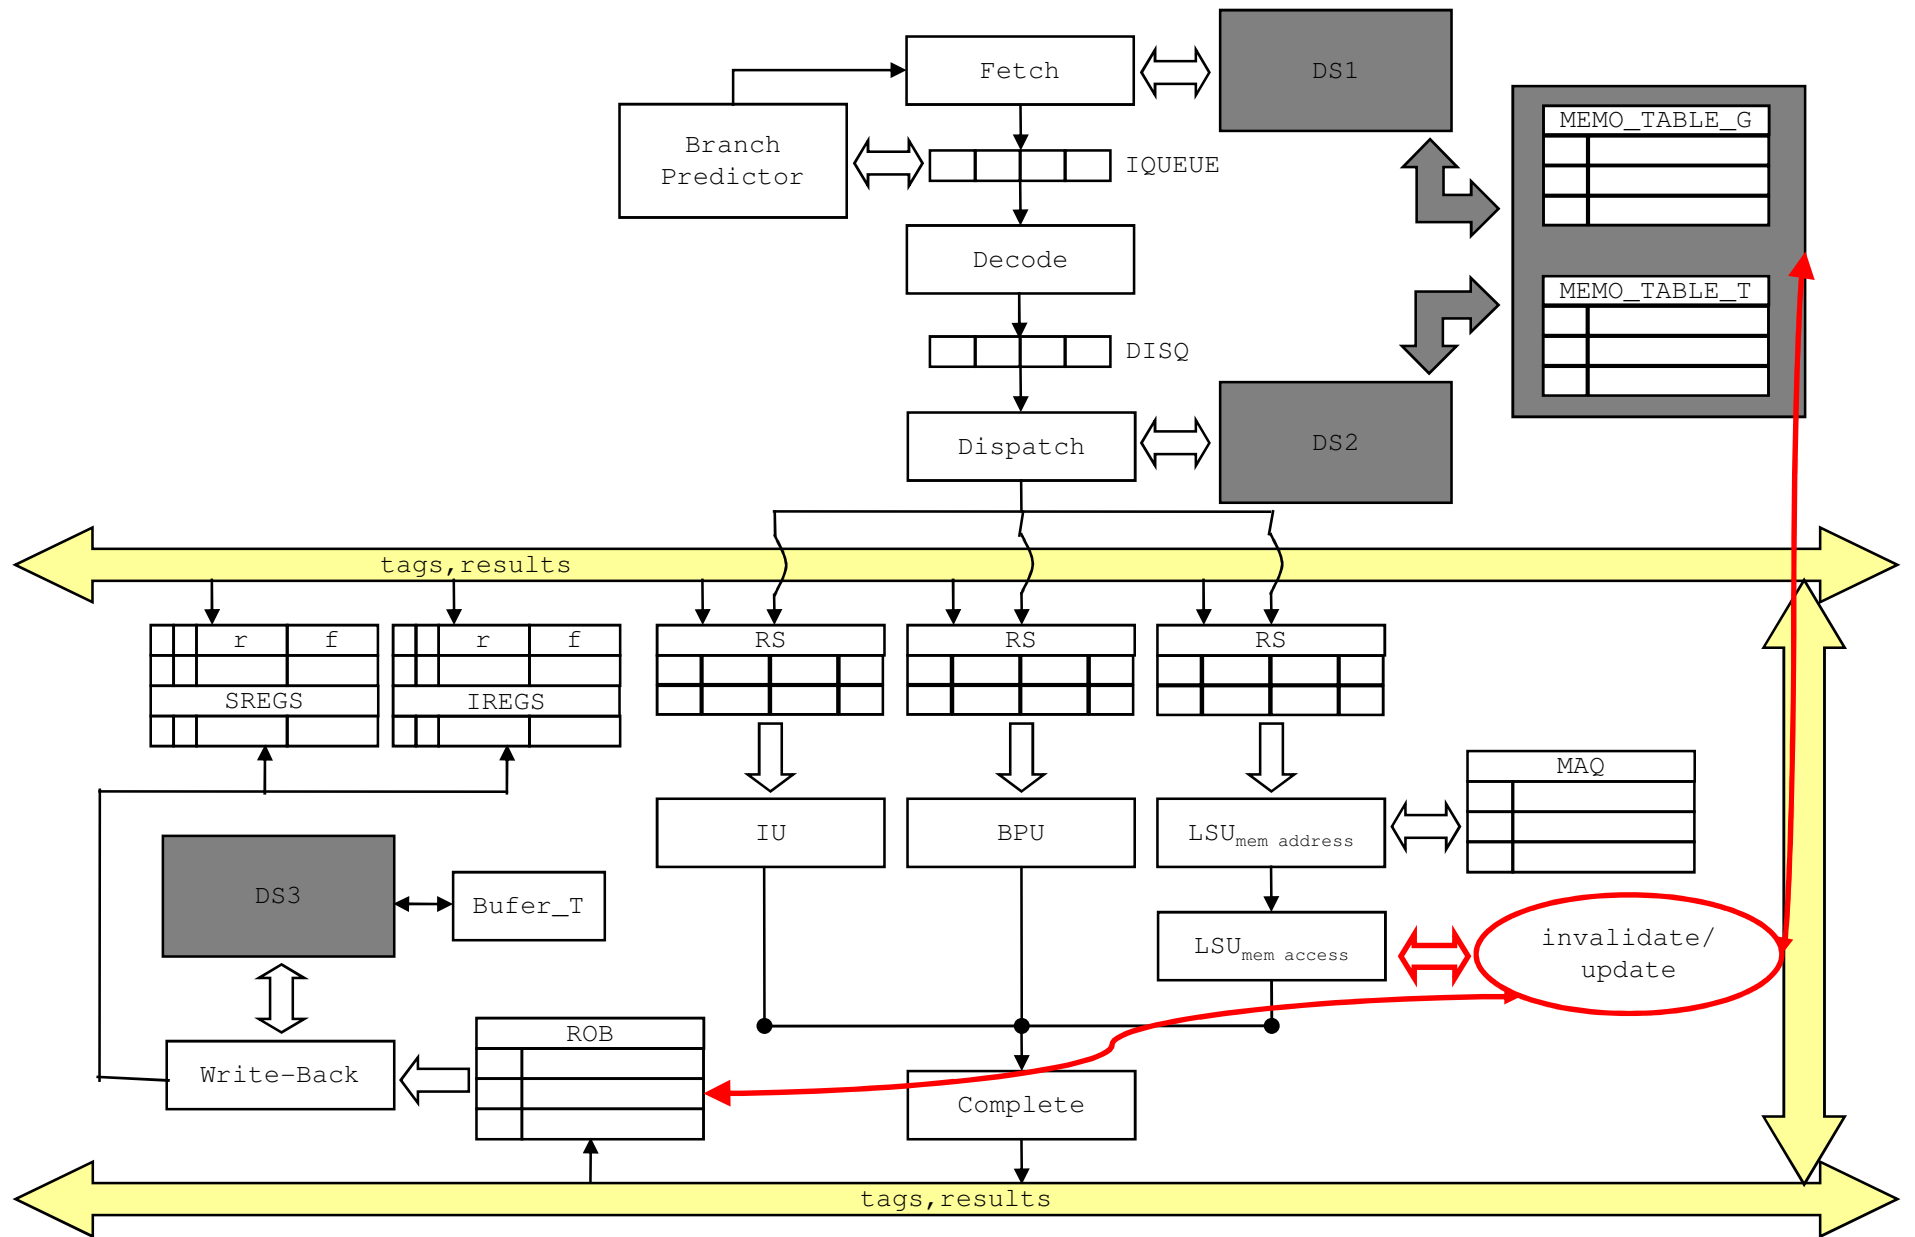 Fetch
DS1
MEMO_TABLE_G
Branch
Predictor
IQUEUE
Decode
MEMO_TABLE_T
DISQ
Dispatch
DS2
tags,results
r f
SREGS
r f
IREGS
RS
RS
RS
MAQ
IU
BPU
LSUmem address
DS3
Bufer_T
LSUmem access
invalidate/
update
ROB
Write-Back
Complete
tags,results